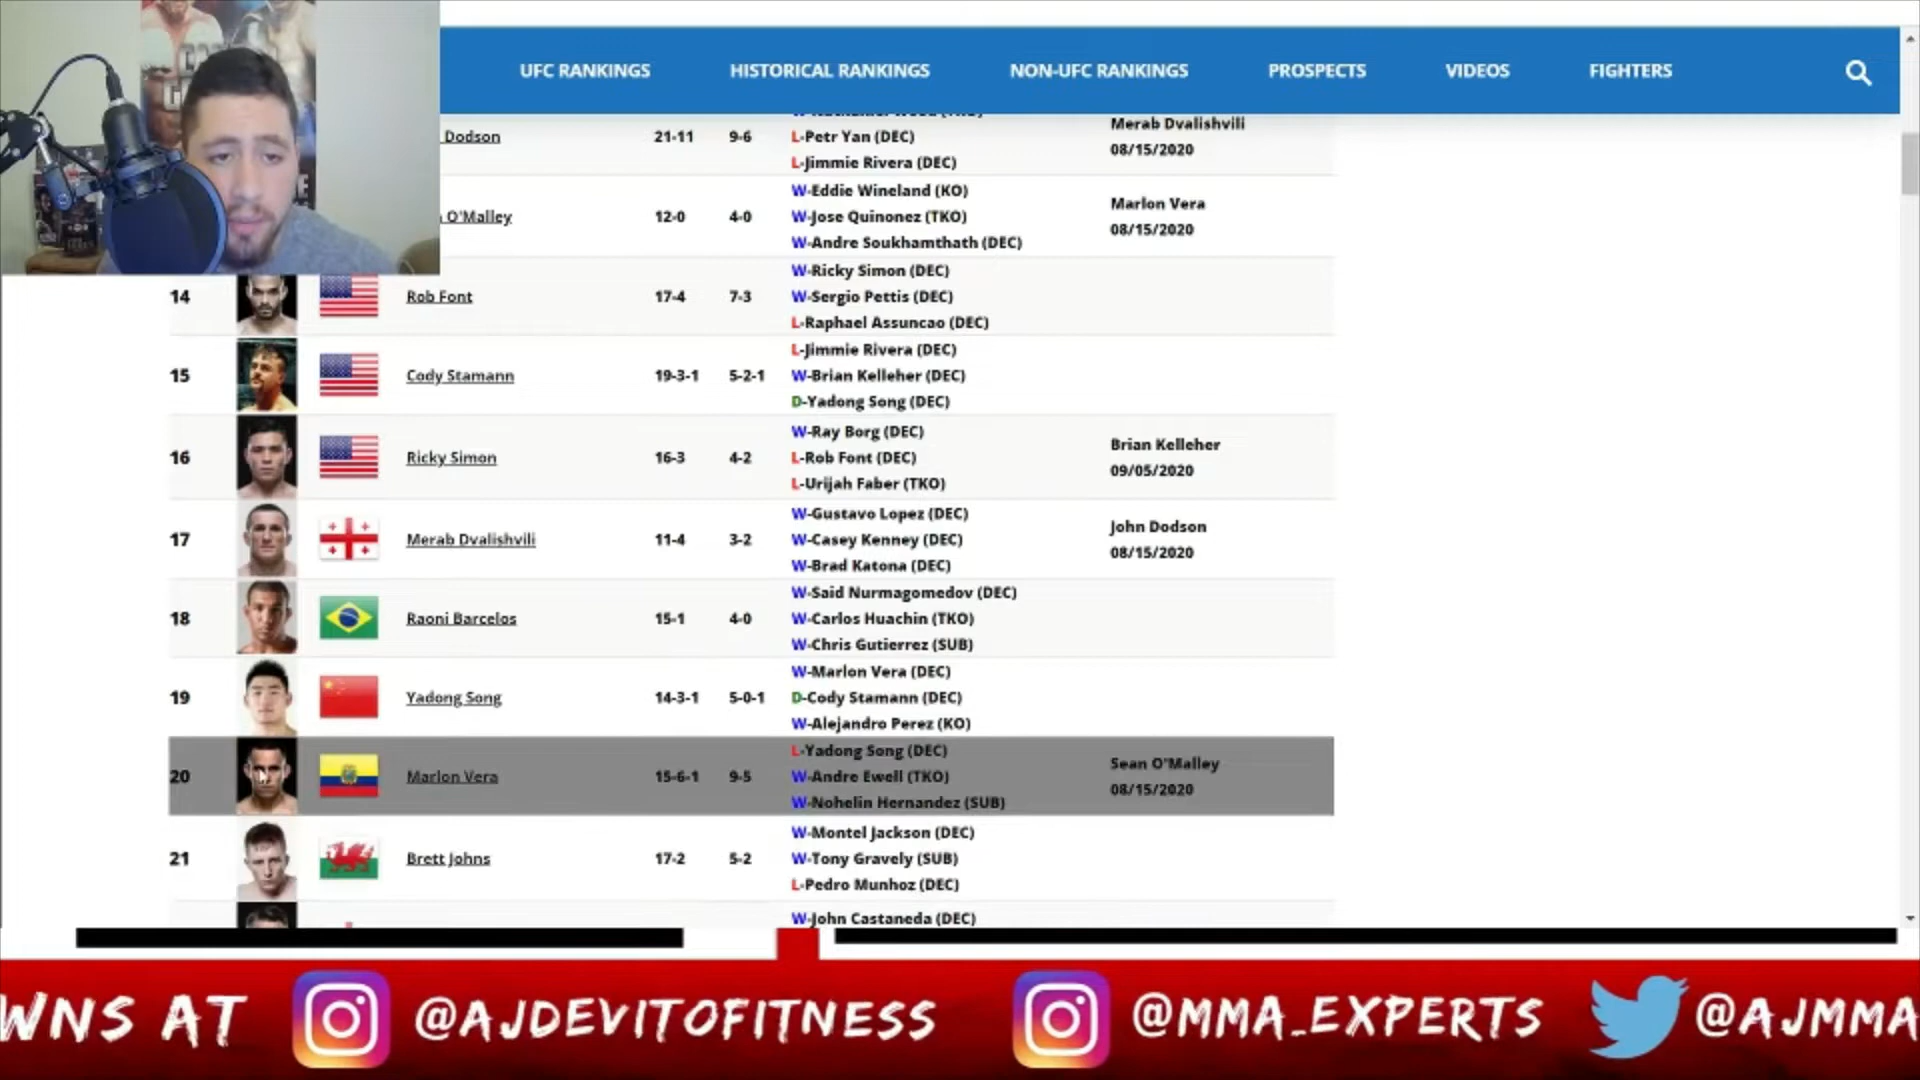 UFC RANKINGS HISTORICAL RANKINGS NON-UFC RANKINGS PROSPECTS VIDEOS FIGHTERS
Dodson 21-11 9-6 L-Petr Yan (DEC) Merab Dvalishvili
L-Jimmie Rivera (DEC) 08/15/2020
O'Malley 12-0 4-0 W-Eddie Wineland (KO) Marlon Vera
W-Jose Quinonez (TKO) 08/15/2020
W-Andre Soukhamthath (DEC)
14 Rob Font 17-4 7-3 W-Ricky Simon (DEC)
W-Sergio Pettis (DEC)
L-Raphael Assuncao (DEC)
15 Cody Stamann 19-3-1 5-2-1 L-Jimmie Rivera (DEC)
W-Brian Kelleher (DEC)
D-Yadong Song (DEC)
16 Ricky Simon 16-3 4-2 W-Ray Borg (DEC) Brian Kelleher
L-Rob Font (DEC) 09/05/2020
L-Urijah Faber (TKO)
17 Merab Dvalishvili 11-4 3-2 W-Gustavo Lopez (DEC) John Dodson
W-Casey Kenney (DEC) 08/15/2020
W-Brad Katona (DEC)
18 Raoni Barcelos 15-1 4-0 W-Said Nurmagomedov (DEC)
W-Carlos Huachin (TKO)
W-Chris Gutierrez (SUB)
19 Yadong Song 14-3-1 5-0-1 W-Marlon Vera (DEC)
D-Cody Stamann (DEC)
W-Alejandro Perez (KO)
20 Marlon Vera 15-6-1 9-5 L-Yadong Song (DEC) Sean O'Malley
W-Andre Ewell (TKO) 08/15/2020
W-Nohelin Hernandez (SUB)
21 Brett Johns 17-2 5-2 W-Montel Jackson (DEC)
W-Tony Gravely (SUB)
L-Pedro Munhoz (DEC)
W-John Castaneda (DEC)
WNS AT @AJDEVITOFITNESS @MMA_EXPERTS @AJMMA